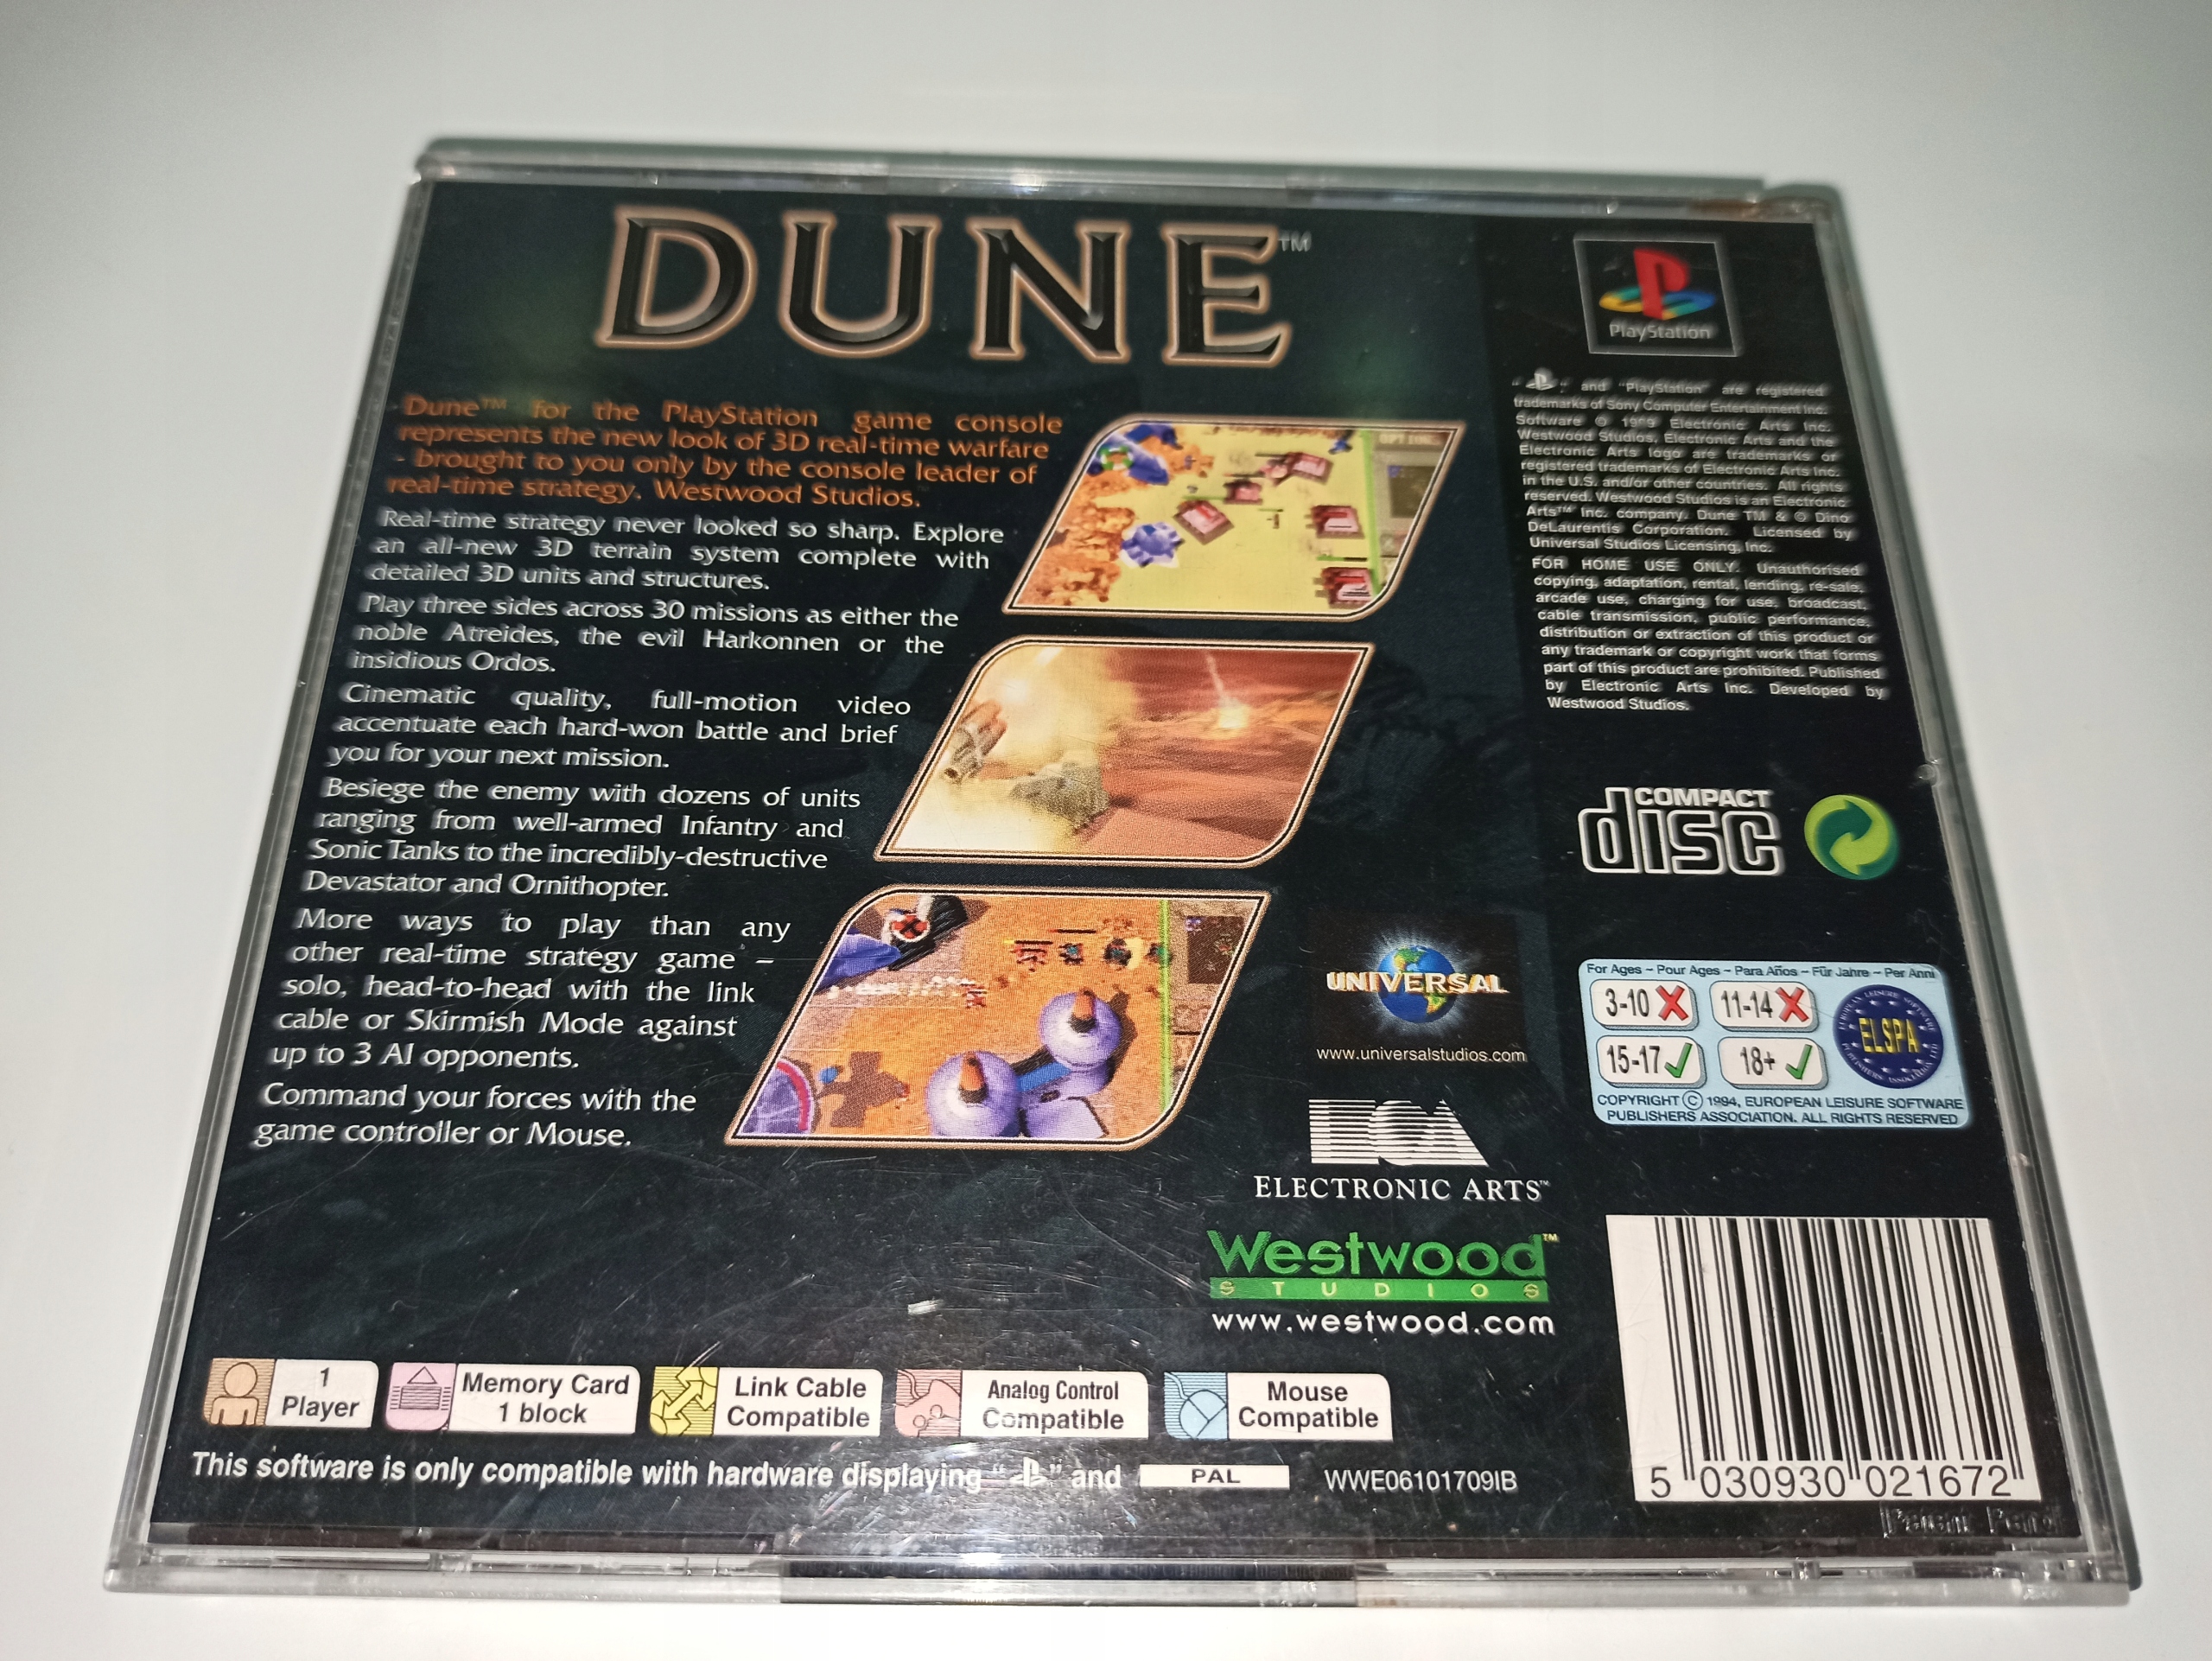 DUNE™
Dune™ for the PlayStation game console
represents the new look of 3D real-time warfare
- brought to you only by the console leader of
real-time strategy. Westwood Studios.
Real-time strategy never looked so sharp. Explore
an all-new 3D terrain system complete with
detailed 3D units and structures.
Play three sides across 30 missions as either the
noble Atreides, the evil Harkonnen or the
insidious Ordos.
Cinematic quality, full-motion video
accentuate each hard-won battle and brief
you for your next mission.
Besiege the enemy with dozens of units
ranging from well-armed Infantry and
Sonic Tanks to the incredibly-destructive
Devastator and Ornithopter.
More ways to play than any
other real-time strategy game –
solo, head-to-head with the link
cable or Skirmish Mode against
up to 3 AI opponents.
Command your forces with the
game controller or Mouse.
PlayStation
" " and "PlayStation" are registered
trademarks of Sony Computer Entertainment Inc.
Software © 1999 Electronic Arts Inc.
Westwood Studios, Electronic Arts and the
Electronic Arts logo are trademarks or
registered trademarks of Electronic Arts Inc.
in the U.S. and/or other countries. All rights
reserved. Westwood Studios is an Electronic
Arts™ Inc. company. Dune TM & © Dino
DeLaurentis Corporation. Licensed by
Universal Studios Licensing, Inc.
FOR HOME USE ONLY. Unauthorised
copying, adaptation, rental, lending, re-sale,
arcade use, charging for use, broadcast,
cable transmission, public performance,
distribution or extraction of this product or
any trademark or copyright work that forms
part of this product are prohibited. Published
by Electronic Arts Inc. Developed by
Westwood Studios.
COMPACT
disc
UNIVERSAL
www.universalstudios.com
For Ages – Pour Ages – Para Años – Für Jahre – Per Anni
3-10 11-14
15-17 18+
ELSPA
COPYRIGHT © 1994, EUROPEAN LEISURE SOFTWARE
PUBLISHERS ASSOCIATION. ALL RIGHTS RESERVED
EA
ELECTRONIC ARTS™
Westwood™
STUDIOS
www.westwood.com
1
Player
Memory Card
1 block
Link Cable
Compatible
Analog Control
Compatible
Mouse
Compatible
This software is only compatible with hardware displaying " " and PAL WWE06101709IB
5 030930 021672